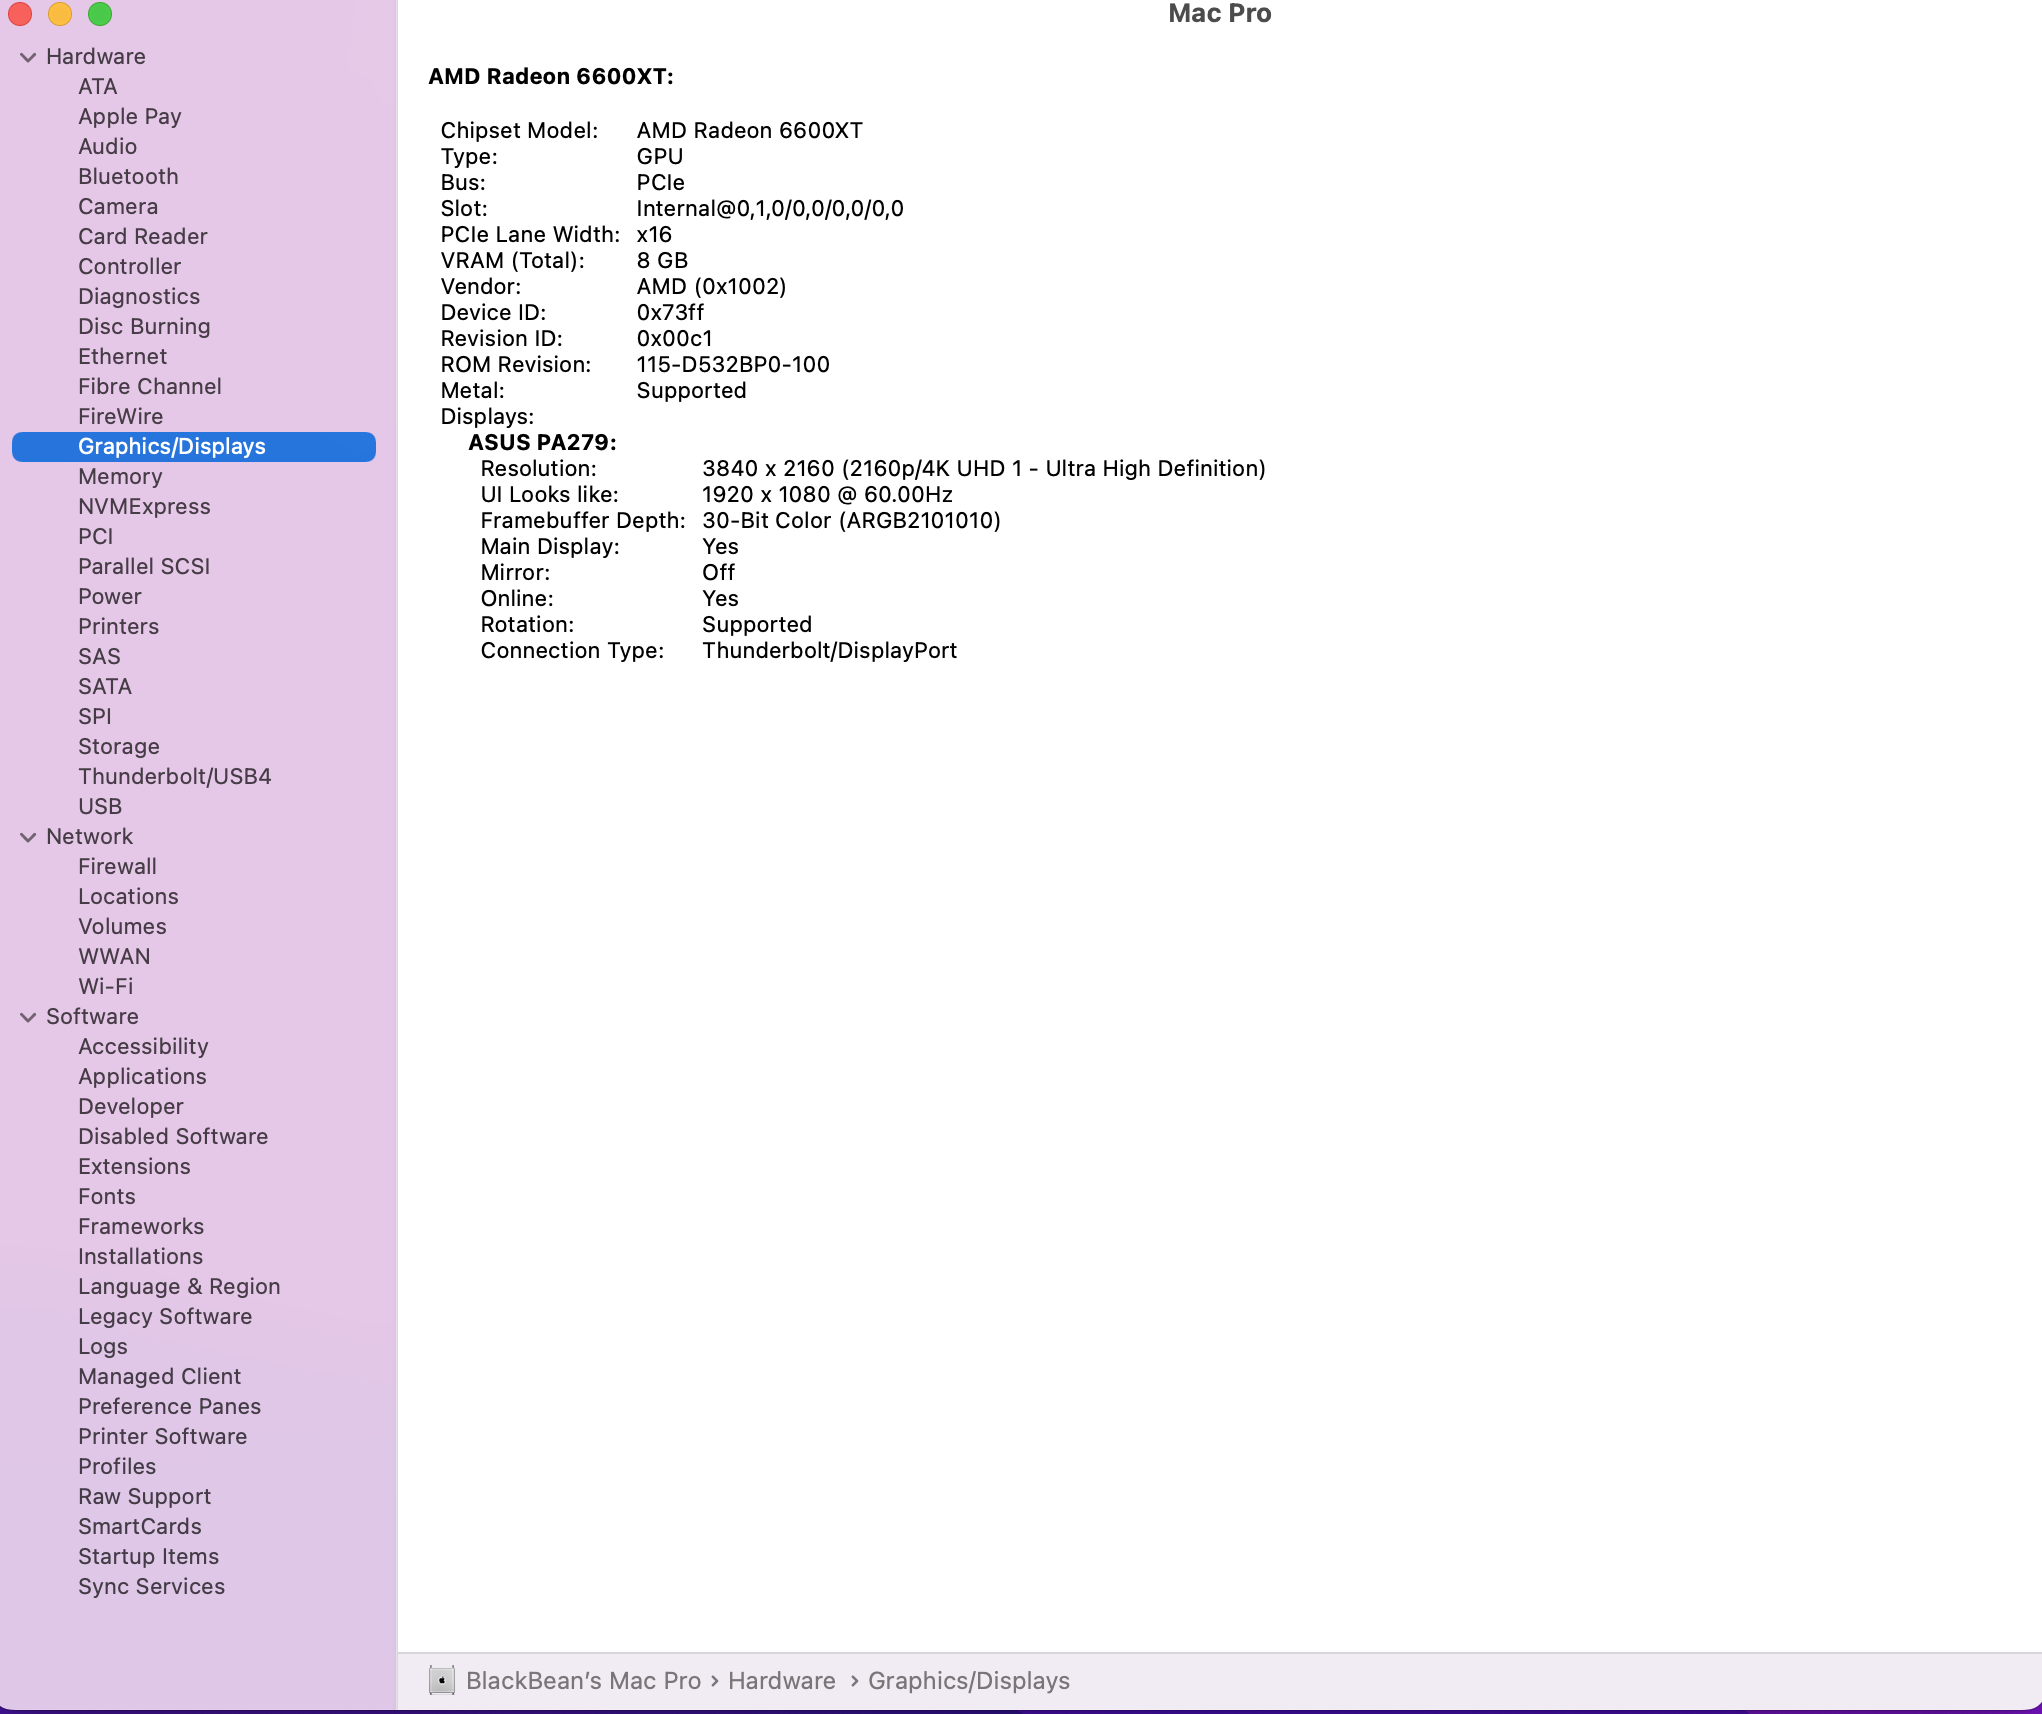 Mac Pro
Hardware
ATA
Apple Pay
Audio
Bluetooth
Camera
Card Reader
Controller
Diagnostics
Disc Burning
Ethernet
Fibre Channel
FireWire
Graphics/Displays
Memory
NVMExpress
PCI
Parallel SCSI
Power
Printers
SAS
SATA
SPI
Storage
Thunderbolt/USB4
USB
Network
Firewall
Locations
Volumes
WWAN
Wi-Fi
Software
Accessibility
Applications
Developer
Disabled Software
Extensions
Fonts
Frameworks
Installations
Language & Region
Legacy Software
Logs
Managed Client
Preference Panes
Printer Software
Profiles
Raw Support
SmartCards
Startup Items
Sync Services
AMD Radeon 6600XT:
Chipset Model: AMD Radeon 6600XT
Type: GPU
Bus: PCIe
Slot: Internal@0,1,0/0,0/0,0/0,0
PCIe Lane Width: x16
VRAM (Total): 8 GB
Vendor: AMD (0x1002)
Device ID: 0x73ff
Revision ID: 0x00c1
ROM Revision: 115-D532BP0-100
Metal: Supported
Displays:
ASUS PA279:
Resolution: 3840 x 2160 (2160p/4K UHD 1 - Ultra High Definition)
UI Looks like: 1920 x 1080 @ 60.00Hz
Framebuffer Depth: 30-Bit Color (ARGB2101010)
Main Display: Yes
Mirror: Off
Online: Yes
Rotation: Supported
Connection Type: Thunderbolt/DisplayPort
BlackBean’s Mac Pro › Hardware › Graphics/Displays